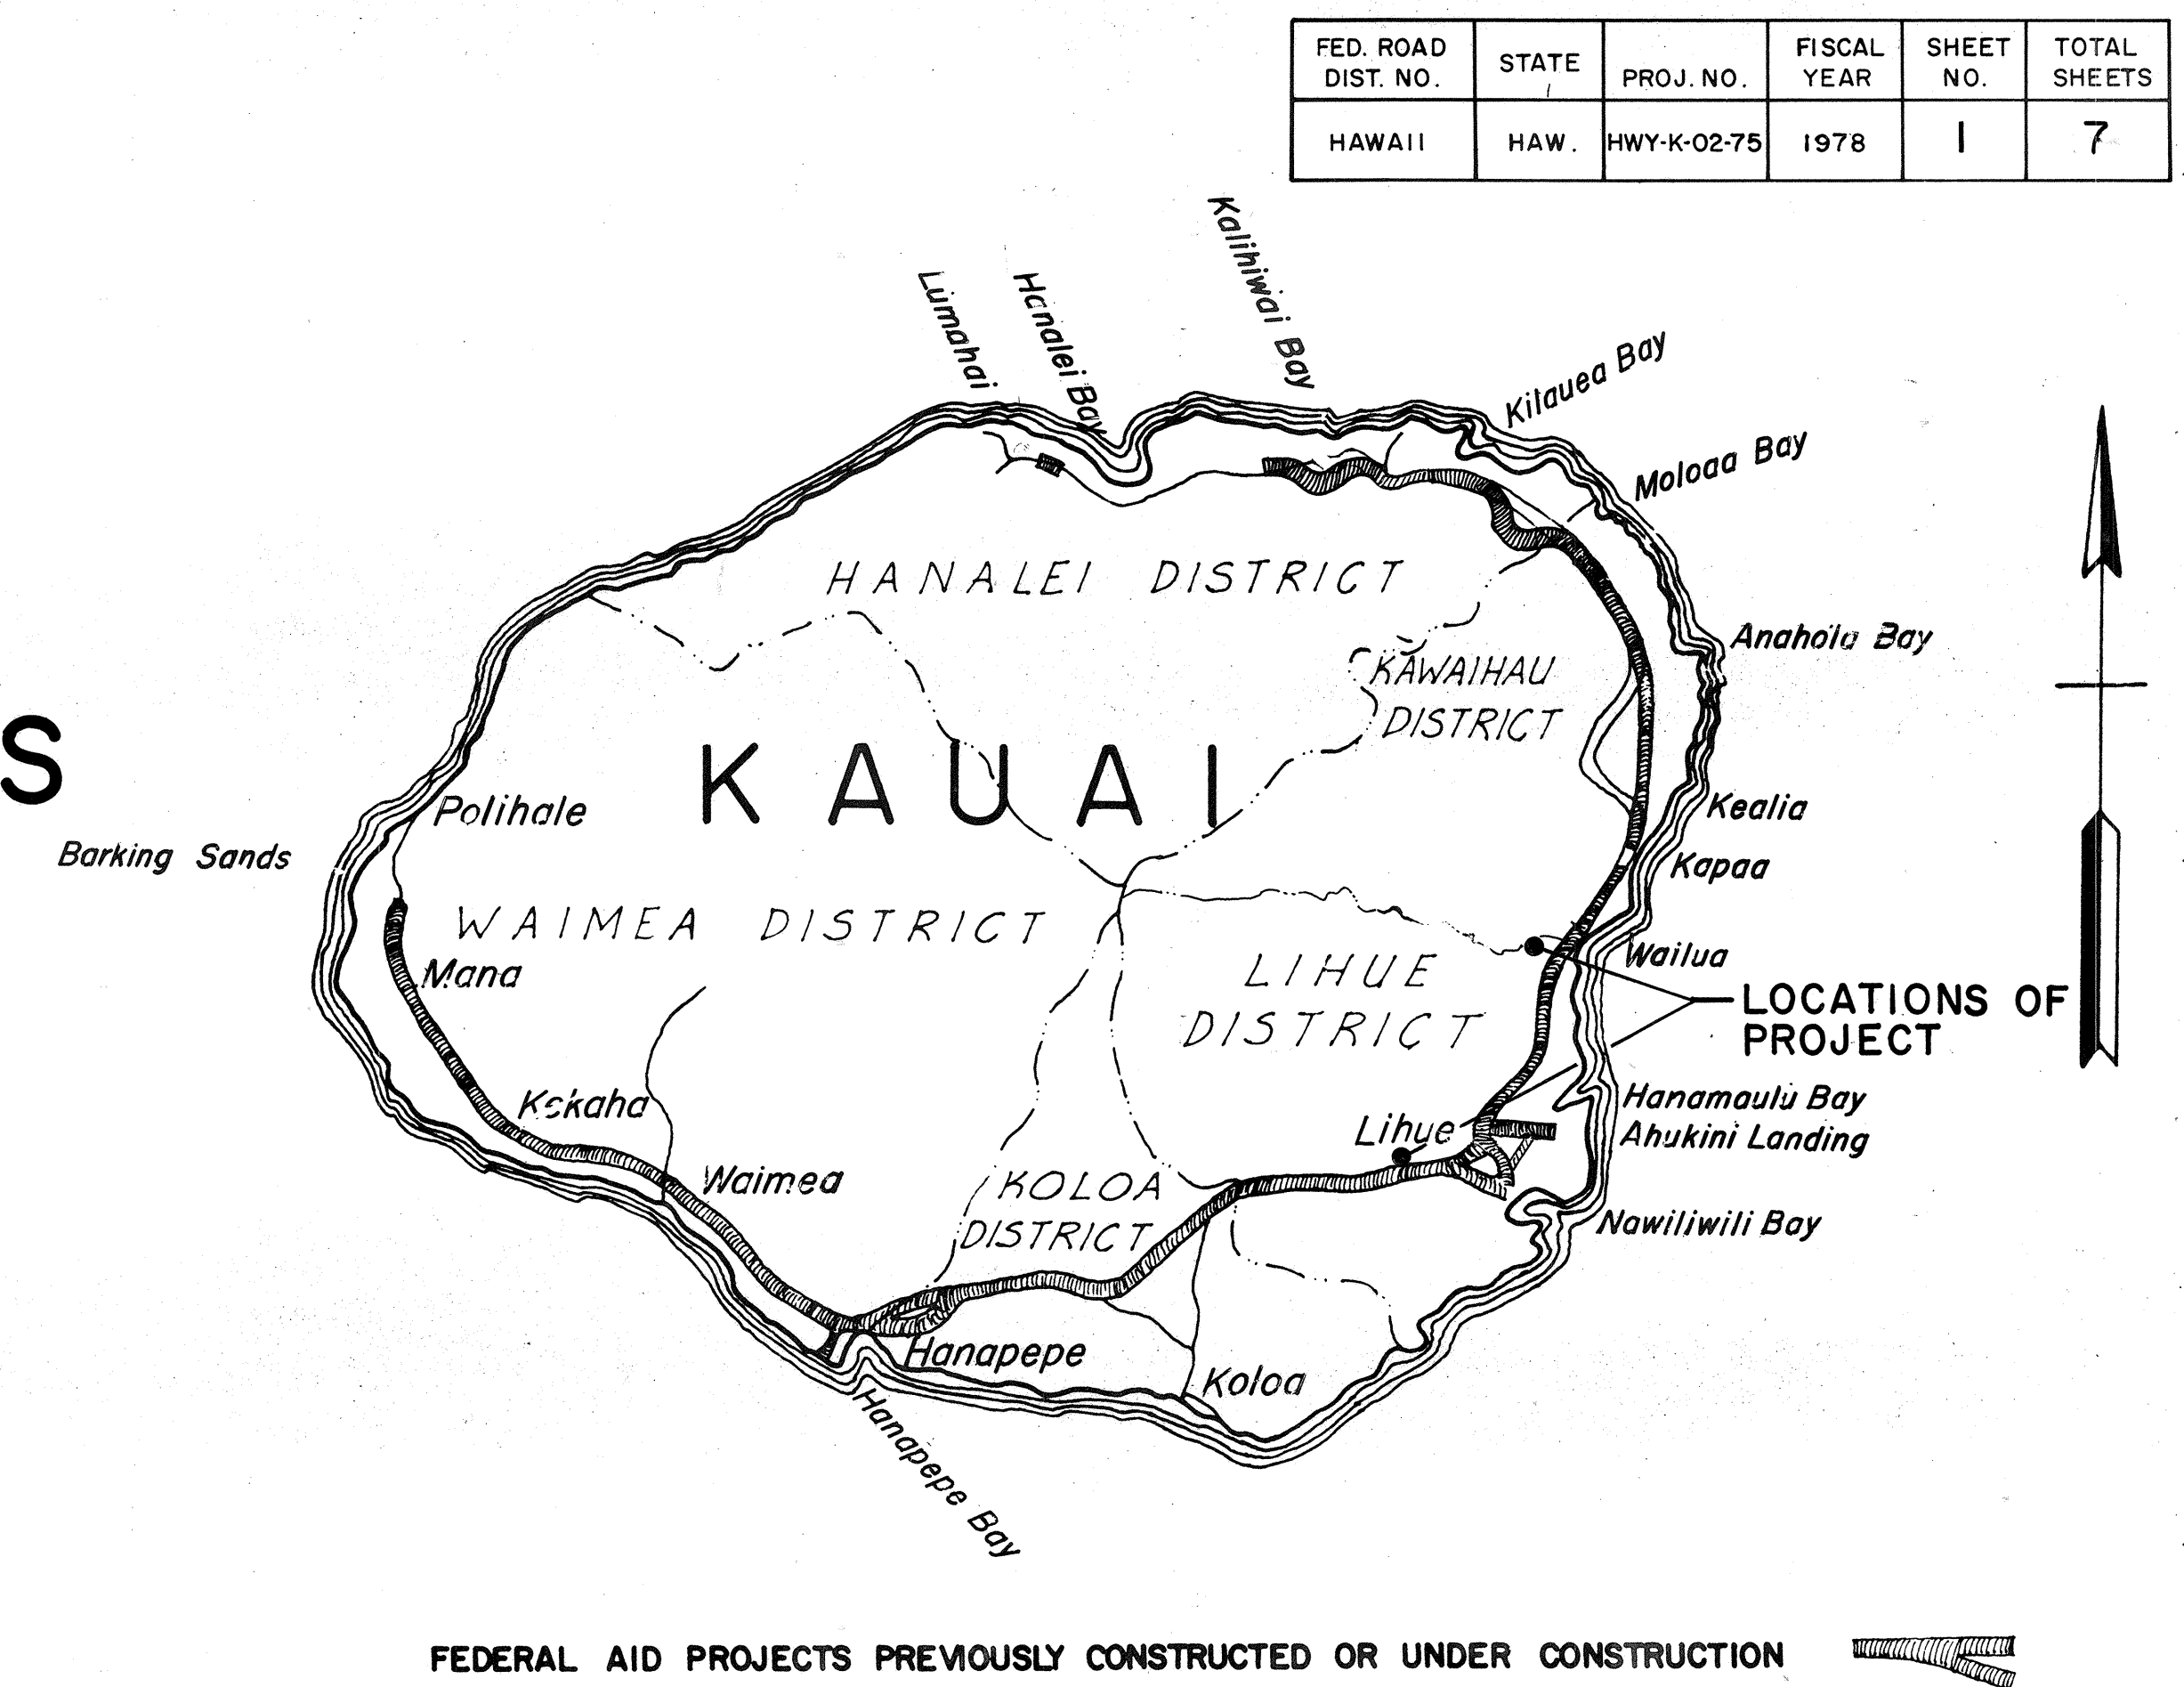 FED. ROAD DIST. NO.
STATE
PROJ. NO.
FISCAL YEAR
SHEET NO.
TOTAL SHEETS
HAWAII
HAW.
HWY-K-02-75
1978
1
7
Lumahai
Hanalei Bay
Kalihiwai Bay
Kilauea Bay
Moloaa Bay
HANALEI DISTRICT
Anahola Bay
KAWAIHAU
DISTRICT
S
KAUAI
Polihale
Kealia
Barking Sands
Kapaa
WAIMEA DISTRICT
Wailua
Mana
LIHUE
DISTRICT
LOCATIONS OF
PROJECT
Kekaha
Hanamaulu Bay
Lihue
Ahukini Landing
Waimea
KOLOA
DISTRICT
Nawiliwili Bay
Hanapepe
Koloa
Hanapepe Bay
FEDERAL AID PROJECTS PREVIOUSLY CONSTRUCTED OR UNDER CONSTRUCTION